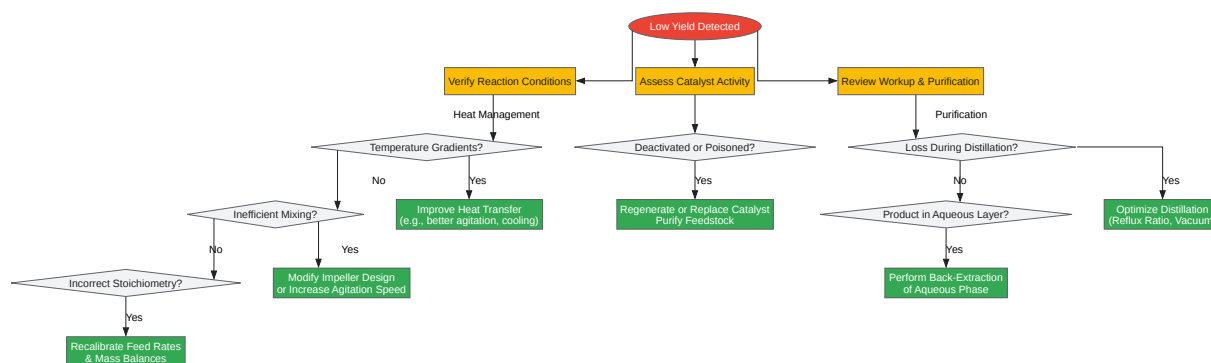 Low Yield Detected
Verify Reaction Conditions
Assess Catalyst Activity
Review Workup & Purification
Heat Management
Purification
Temperature Gradients?
Deactivated or Poisoned?
Loss During Distillation?
No
Yes
Yes
No
Yes
Inefficient Mixing?
Improve Heat Transfer
(e.g., better agitation, cooling)
Regenerate or Replace Catalyst
Purify Feedstock
Product in Aqueous Layer?
Optimize Distillation
(Reflux Ratio, Vacuum
No
Yes
Yes
Incorrect Stoichiometry?
Modify Impeller Design
or Increase Agitation Speed
Perform Back-Extraction
of Aqueous Phase
Yes
Recalibrate Feed Rates
& Mass Balances